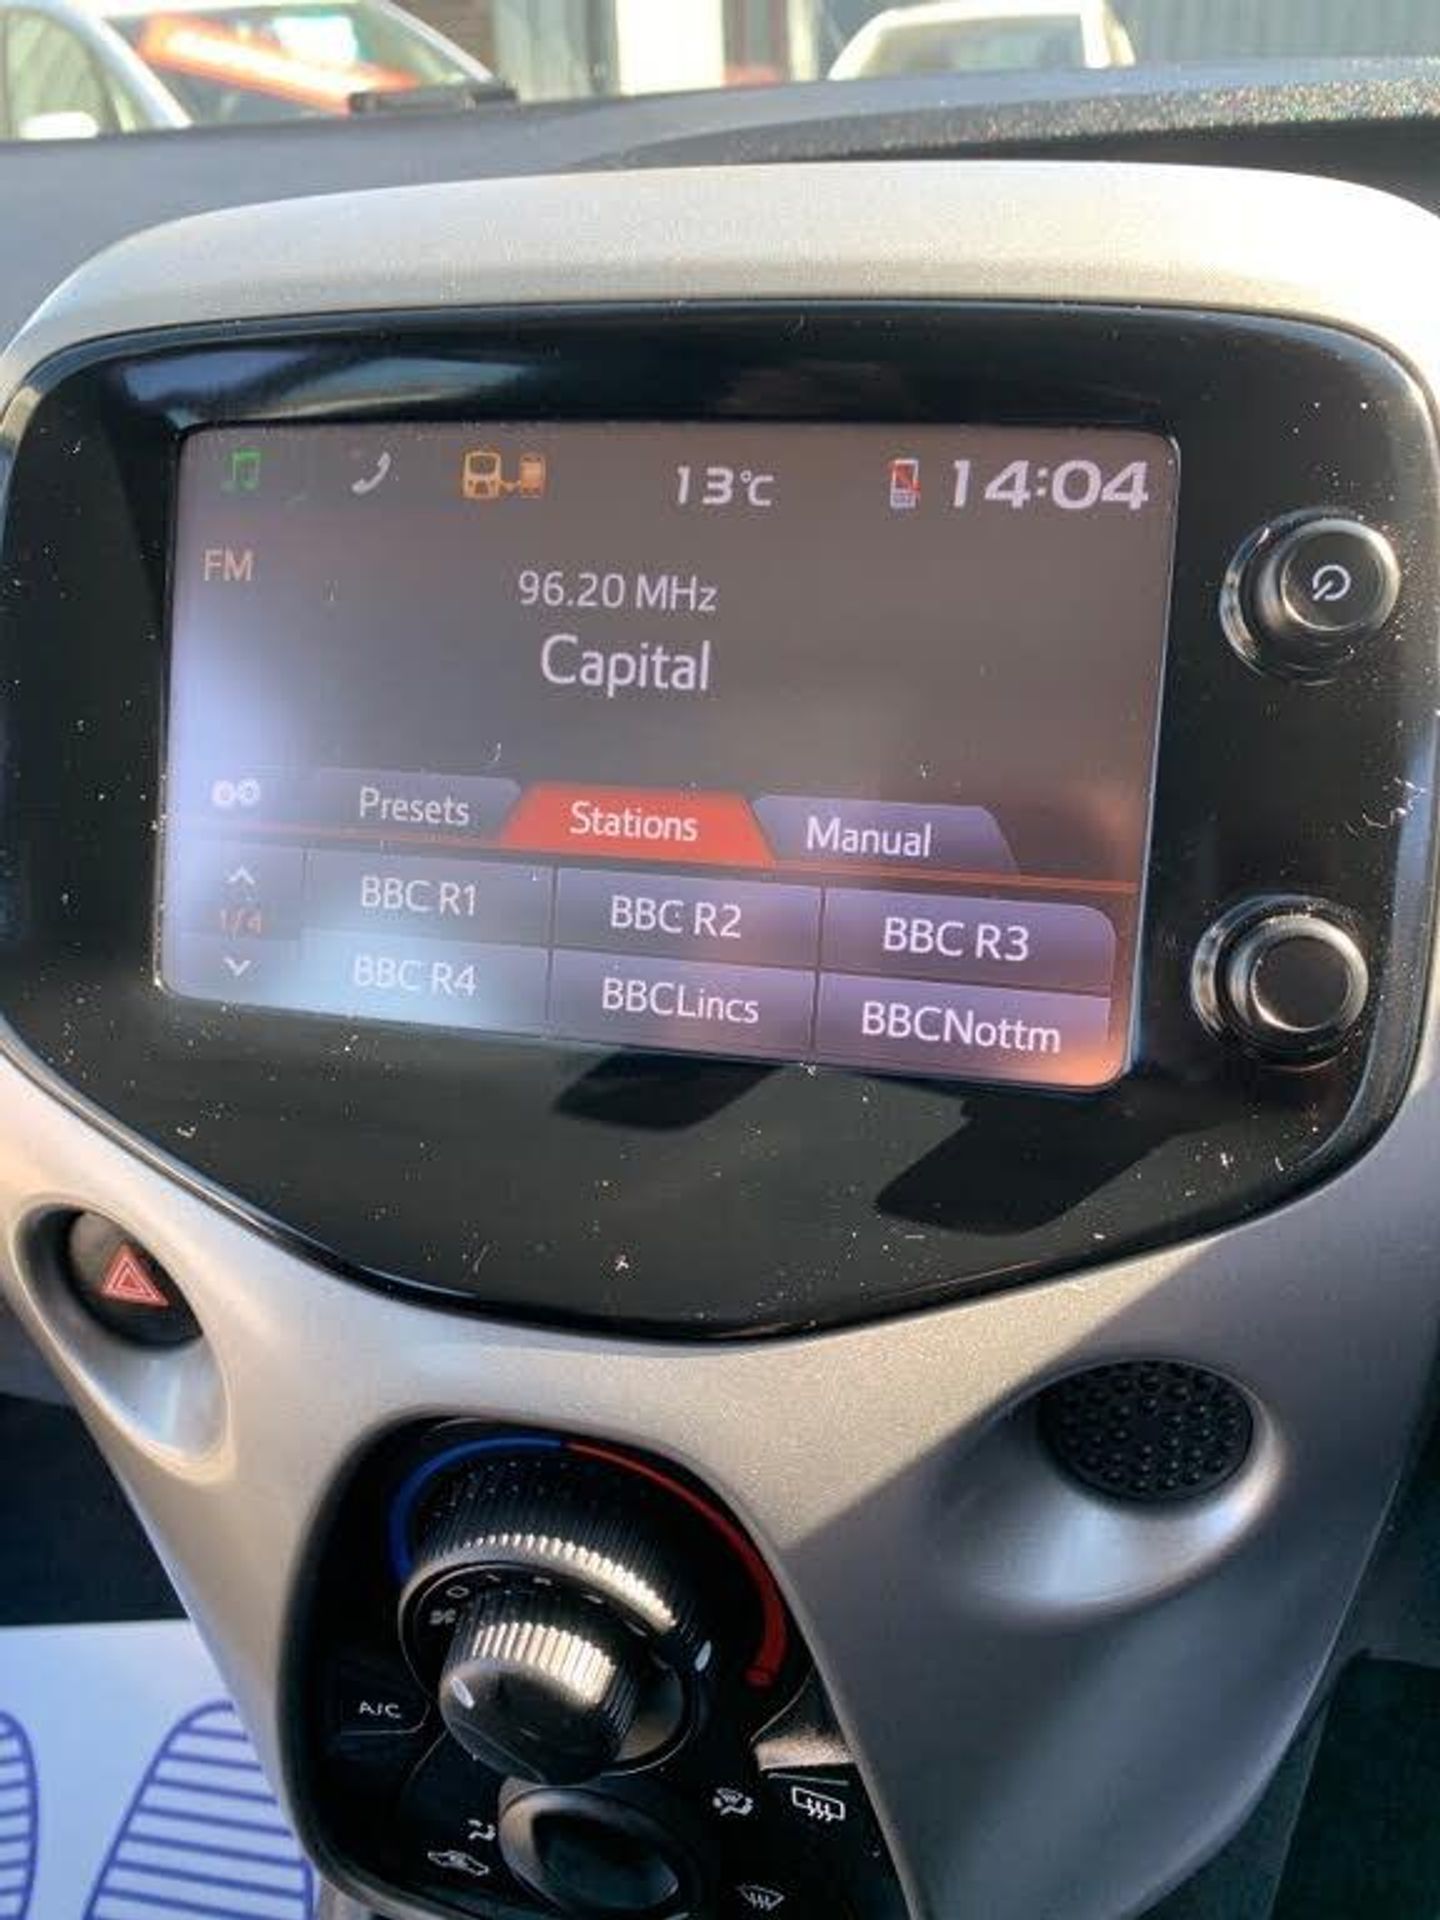 13°C 14:04
FM
96.20 MHz
Capital
Presets Stations Manual
1/4
BBC R1 BBC R2 BBC R3
BBC R4 BBCLincs BBCNottm
A/C